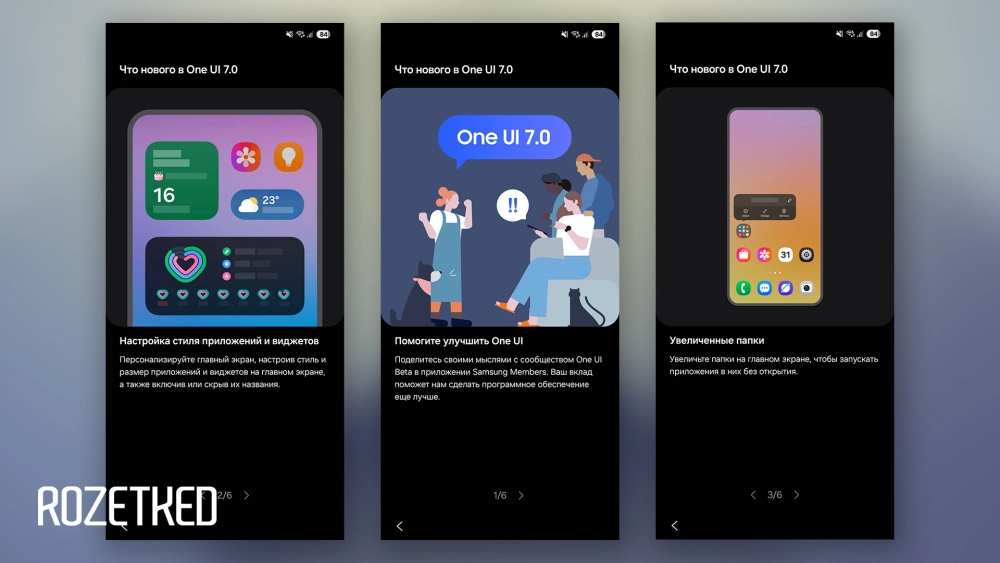 84
Что нового в One UI 7.0
16
23°
Настройка стиля приложений и виджетов
Персонализируйте главный экран, настроив стиль и
размер приложений и виджетов на главном экране,
а также включив или скрыв их названия.
2/6
ROZETKED
84
Что нового в One UI 7.0
One UI 7.0
!!
Помогите улучшить One UI
Поделитесь своими мыслями с сообществом One UI
Beta в приложении Samsung Members. Ваш вклад
поможет нам сделать программное обеспечение
еще лучше.
1/6
84
Что нового в One UI 7.0
31
Увеличенные папки
Увеличьте папки на главном экране, чтобы запускать
приложения в них без открытия.
3/6